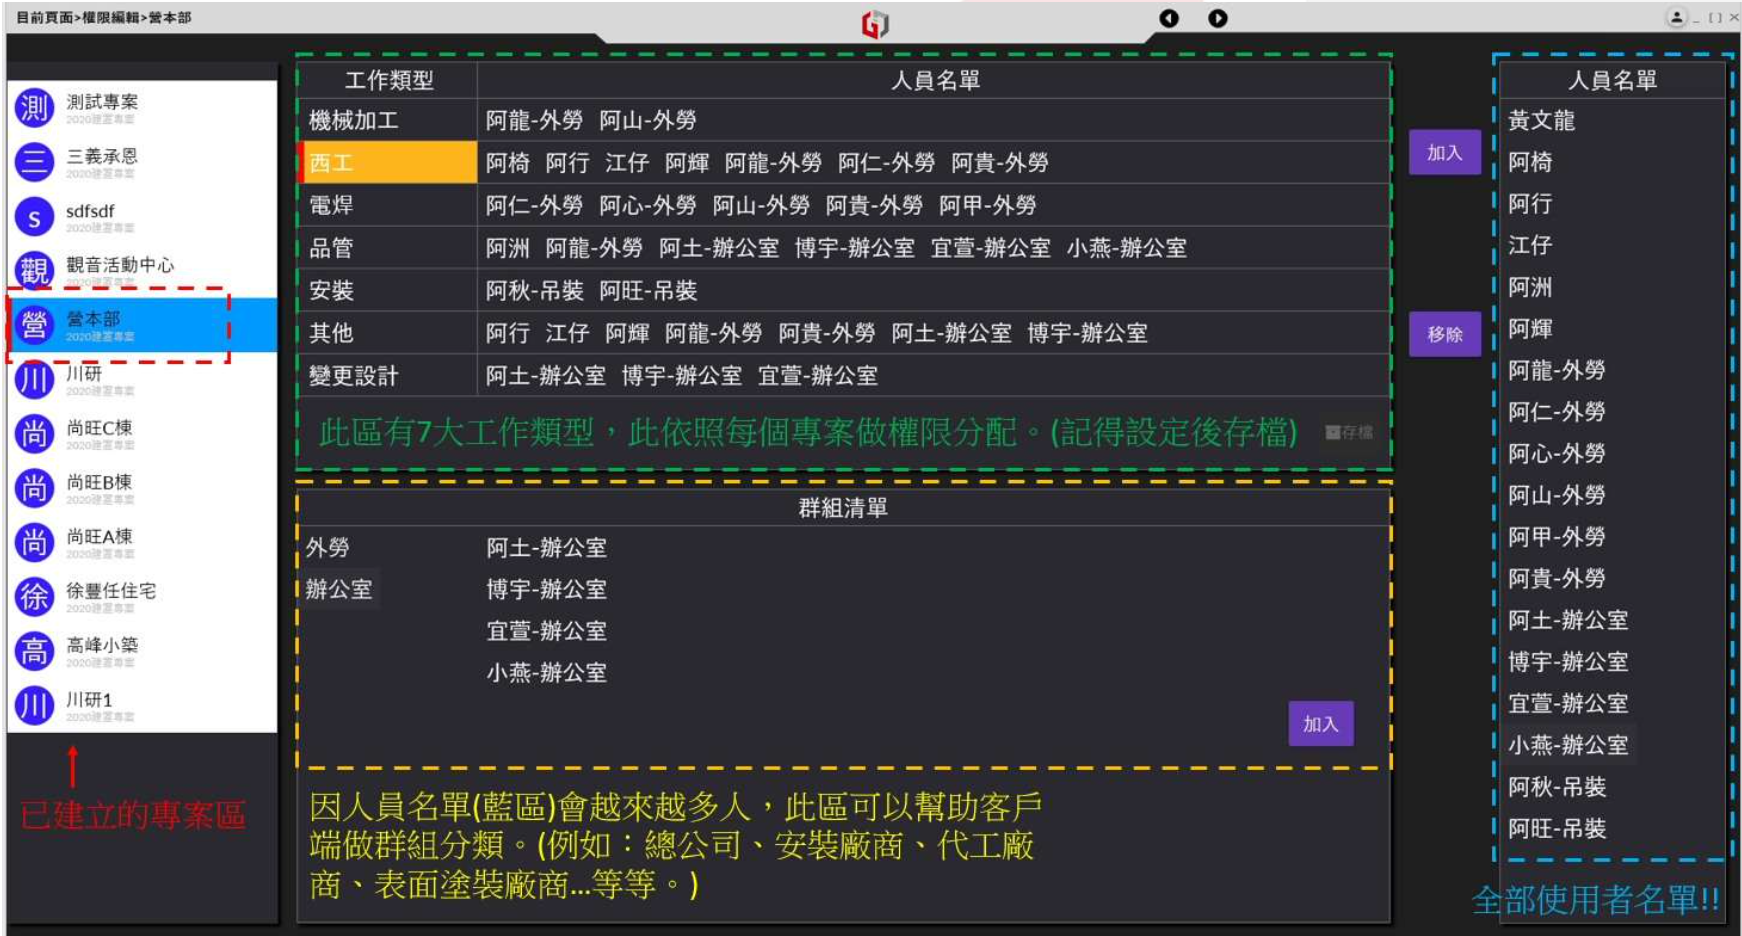 目前頁面>權限編輯>營本部
測 測試專案
2020建置專案
三 三義承恩
2020建置專案
s sdfsdf
2020建置專案
觀 觀音活動中心
2020建置專案
營 營本部
2020建置專案
川 川研
2020建置專案
尚 尚旺C棟
2020建置專案
尚 尚旺B棟
2020建置專案
尚 尚旺A棟
2020建置專案
徐 徐豐任住宅
2020建置專案
高 高峰小築
2020建置專案
川 川研1
2020建置專案
已建立的專案區
工作類型 人員名單
機械加工 阿龍-外勞 阿山-外勞
西工 阿椅 阿行 江仔 阿輝 阿龍-外勞 阿仁-外勞 阿貴-外勞
電焊 阿仁-外勞 阿心-外勞 阿山-外勞 阿貴-外勞 阿甲-外勞
品管 阿洲 阿龍-外勞 阿土-辦公室 博宇-辦公室 宜萱-辦公室 小燕-辦公室
安裝 阿秋-吊裝 阿旺-吊裝
其他 阿行 江仔 阿輝 阿龍-外勞 阿貴-外勞 阿土-辦公室 博宇-辦公室
變更設計 阿土-辦公室 博宇-辦公室 宜萱-辦公室
此區有7大工作類型，此依照每個專案做權限分配。(記得設定後存檔) 存檔
群組清單
外勞 阿土-辦公室
辦公室 博宇-辦公室
宜萱-辦公室
小燕-辦公室
加入
因人員名單(藍區)會越來越多人，此區可以幫助客戶
端做群組分類。(例如：總公司、安裝廠商、代工廠
商、表面塗裝廠商...等等。)
加入
移除
人員名單
黃文龍
阿椅
阿行
江仔
阿洲
阿輝
阿龍-外勞
阿仁-外勞
阿心-外勞
阿山-外勞
阿甲-外勞
阿貴-外勞
阿土-辦公室
博宇-辦公室
宜萱-辦公室
小燕-辦公室
阿秋-吊裝
阿旺-吊裝
全部使用者名單!!